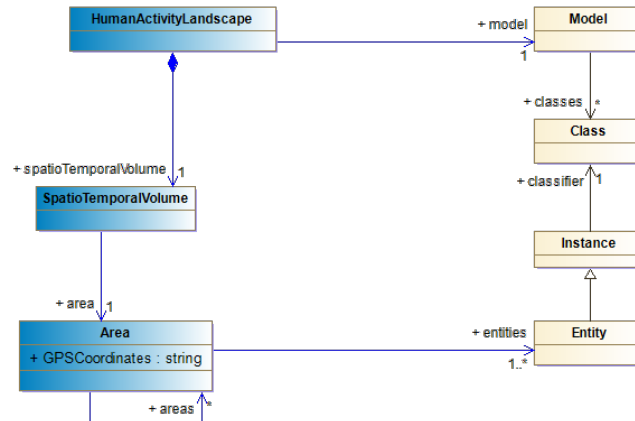 HumanActivityLandscape
Model
+ model
1
+ classes
*
Class
+ spatioTemporalVolume
1
+ classifier
1
SpatioTemporalVolume
Instance
+ area
1
Area
+ GPSCoordinates : string
+ entities
1..*
Entity
+ areas
*